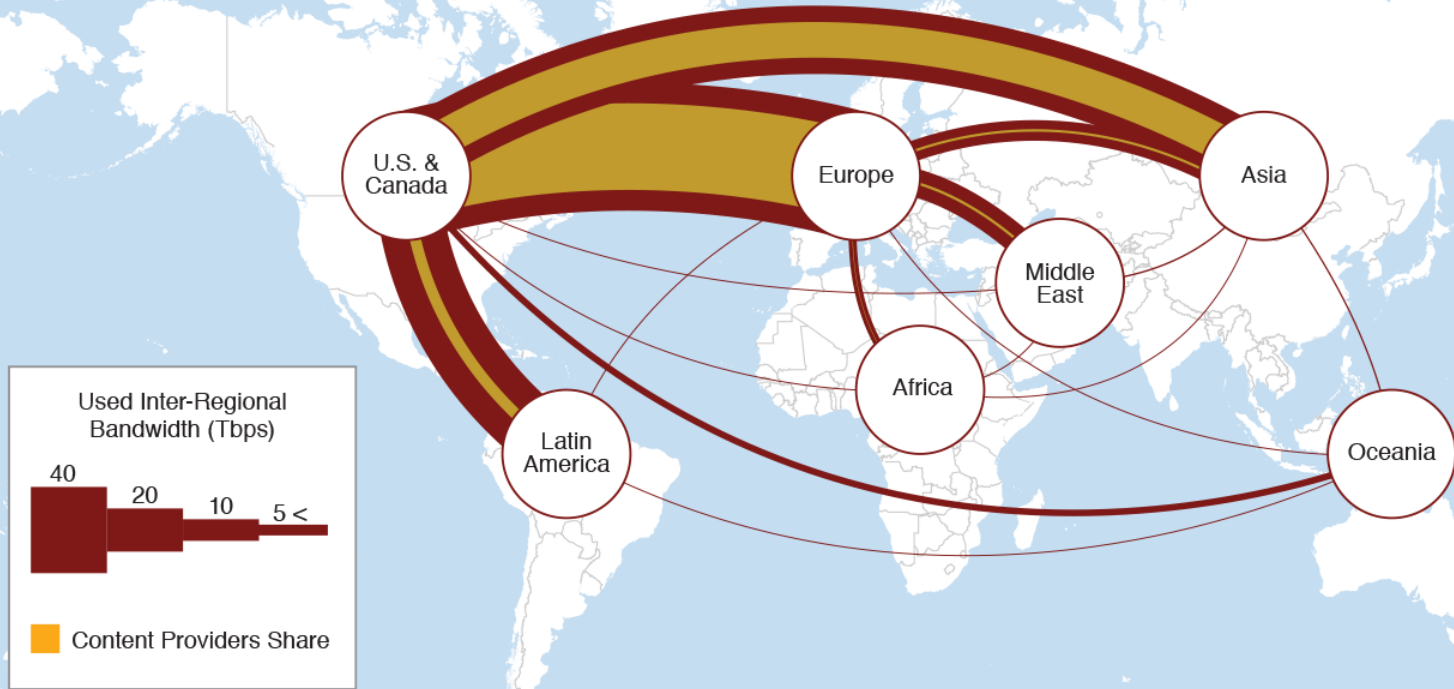 U.S. &
Canada
Europe
Asia
Middle
East
Africa
Latin
America
Oceania
Used Inter-Regional
Bandwidth (Tbps)
40
20
10
5 <
Content Providers Share